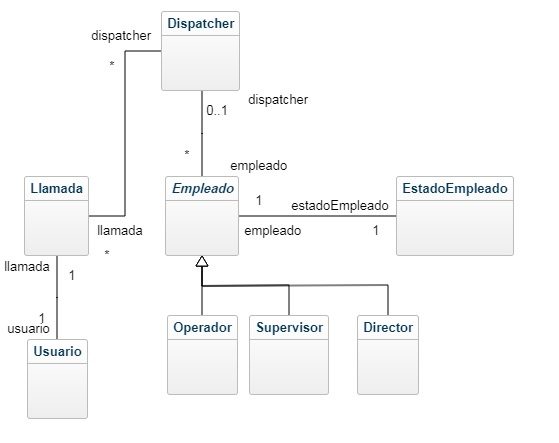 Dispatcher
dispatcher
*
dispatcher
0..1
*
empleado
Llamada
Empleado
EstadoEmpleado
1
estadoEmpleado
llamada
empleado
1
*
llamada
1
1
usuario
Operador
Supervisor
Director
Usuario